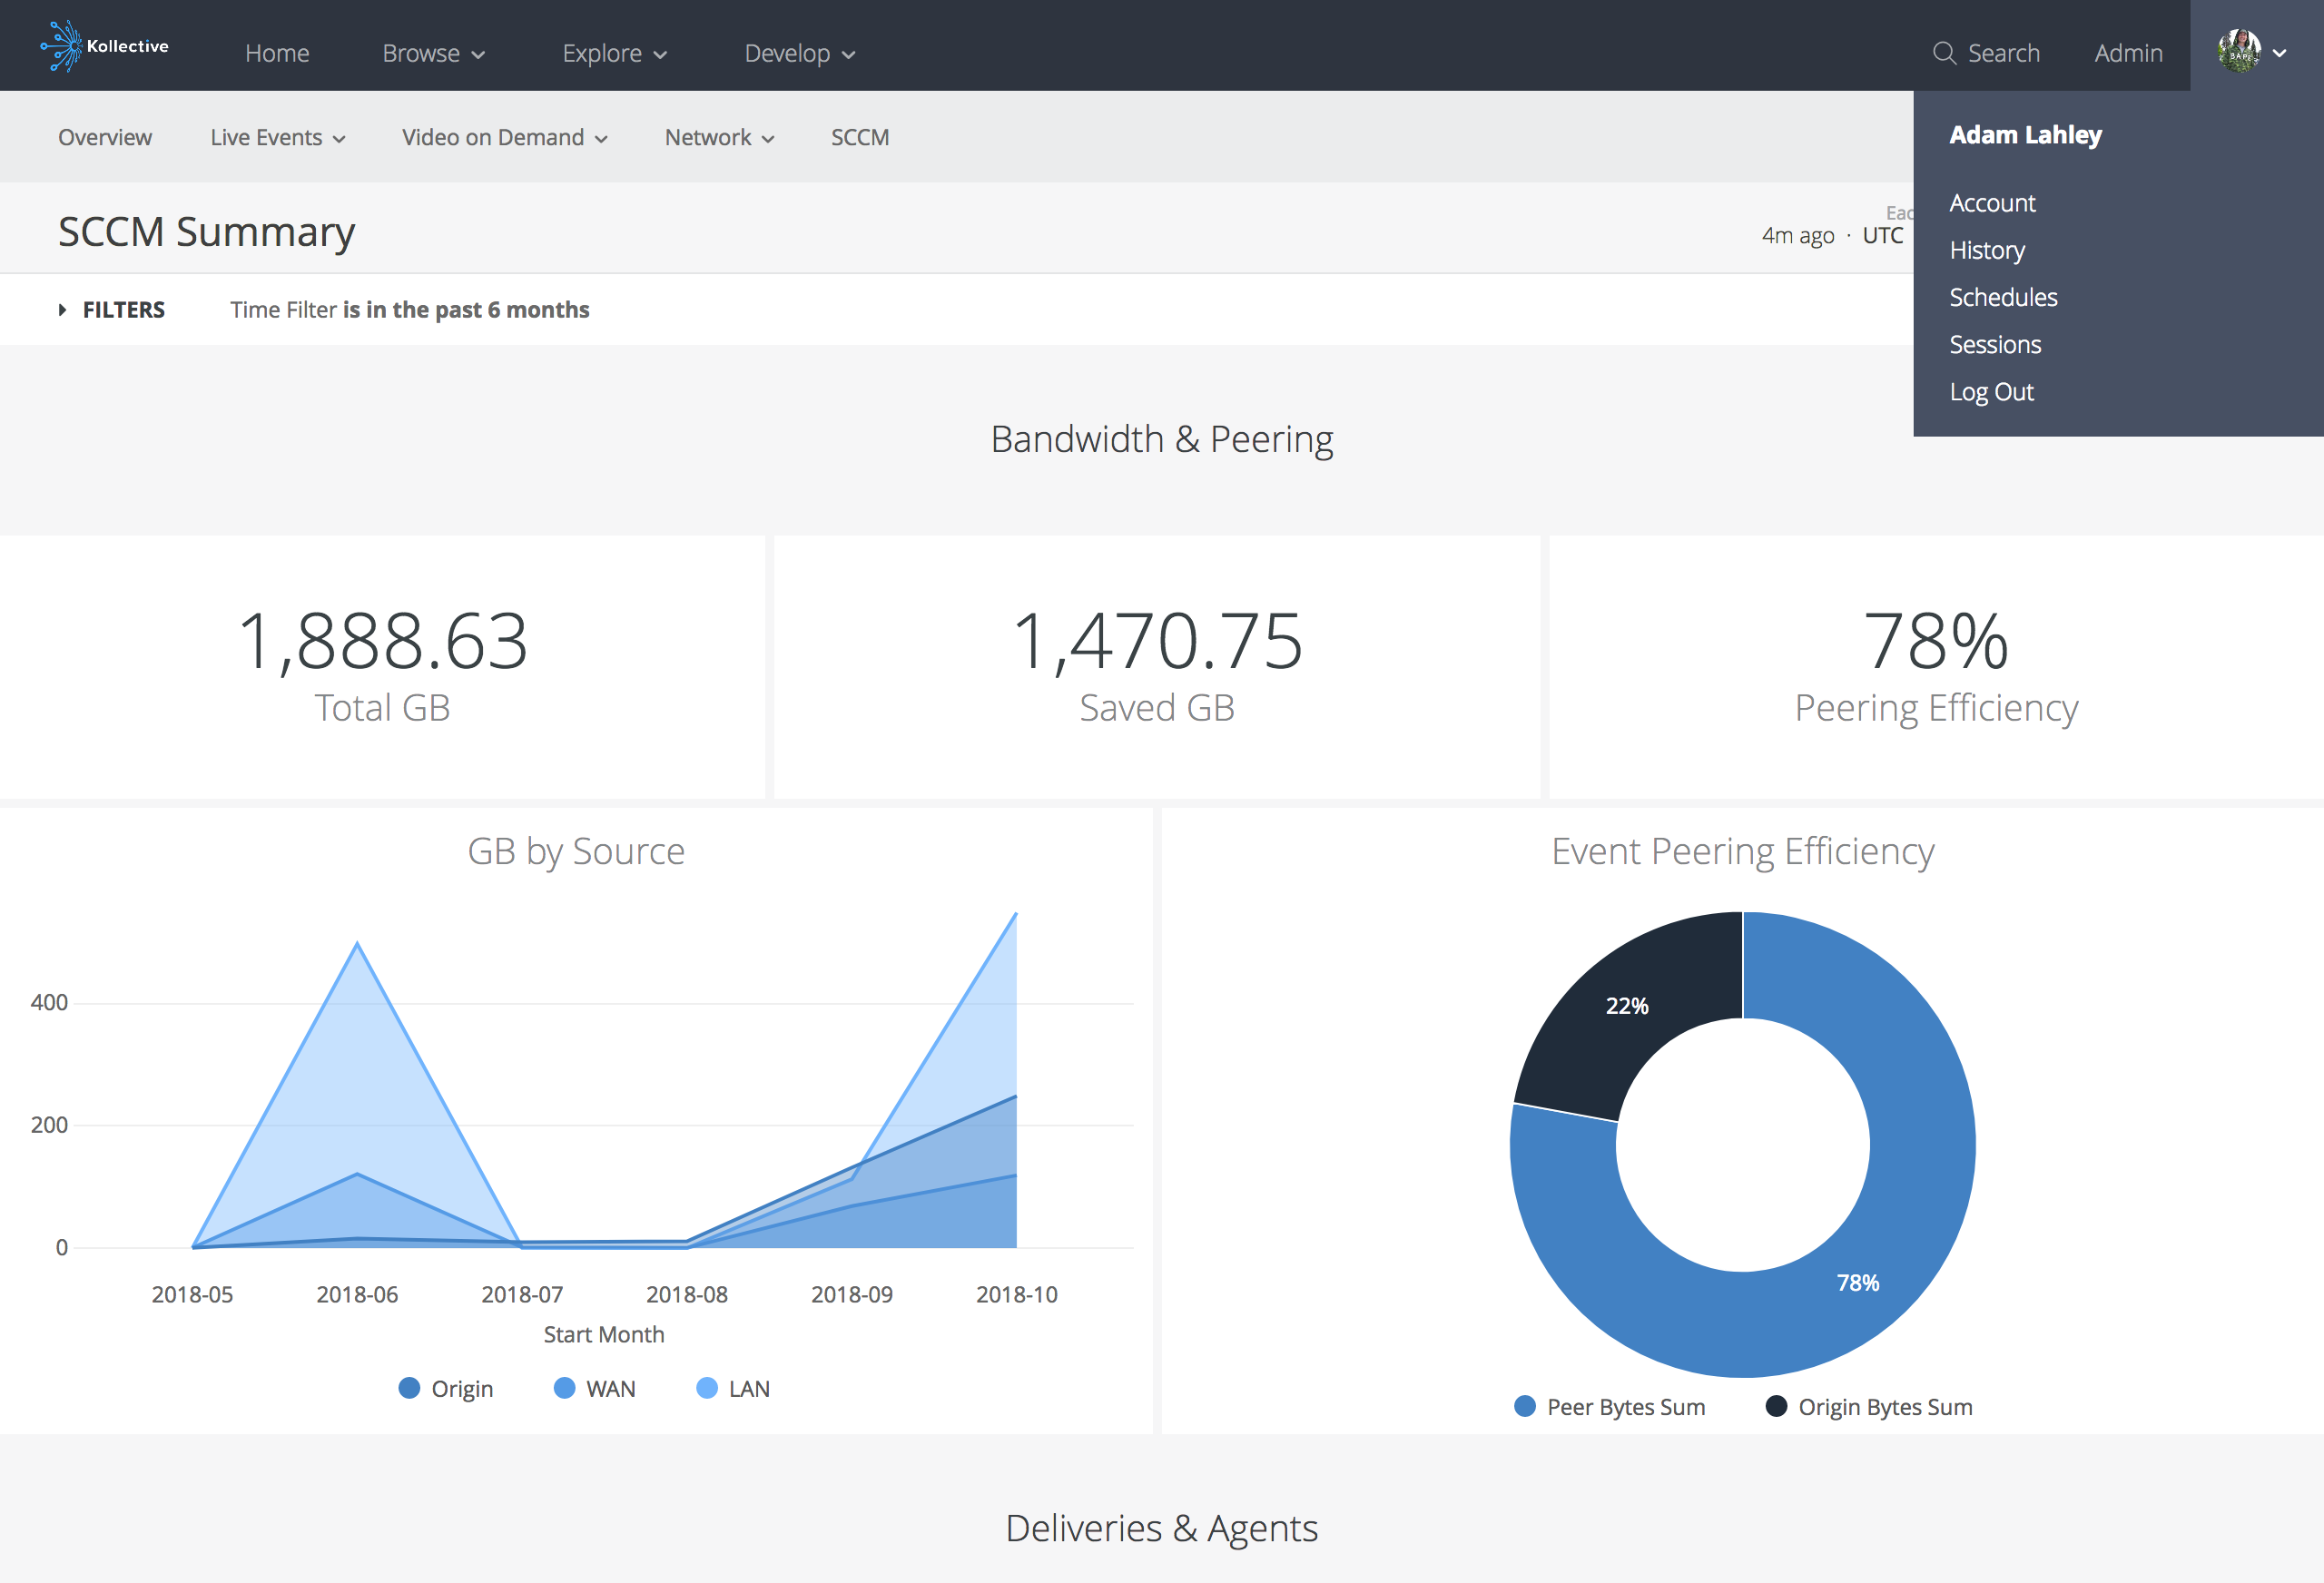 Kollective
Home Browse Explore Develop Search Admin
Overview Live Events Video on Demand Network SCCM
Adam Lahley
Account
History
Schedules
Sessions
Log Out
SCCM Summary
4m ago · UTC
FILTERS Time Filter is in the past 6 months
Bandwidth & Peering
1,888.63
Total GB
1,470.75
Saved GB
78%
Peering Efficiency
GB by Source
400
200
0
2018-05 2018-06 2018-07 2018-08 2018-09 2018-10
Start Month
Origin WAN LAN
Event Peering Efficiency
22%
78%
Peer Bytes Sum Origin Bytes Sum
Deliveries & Agents